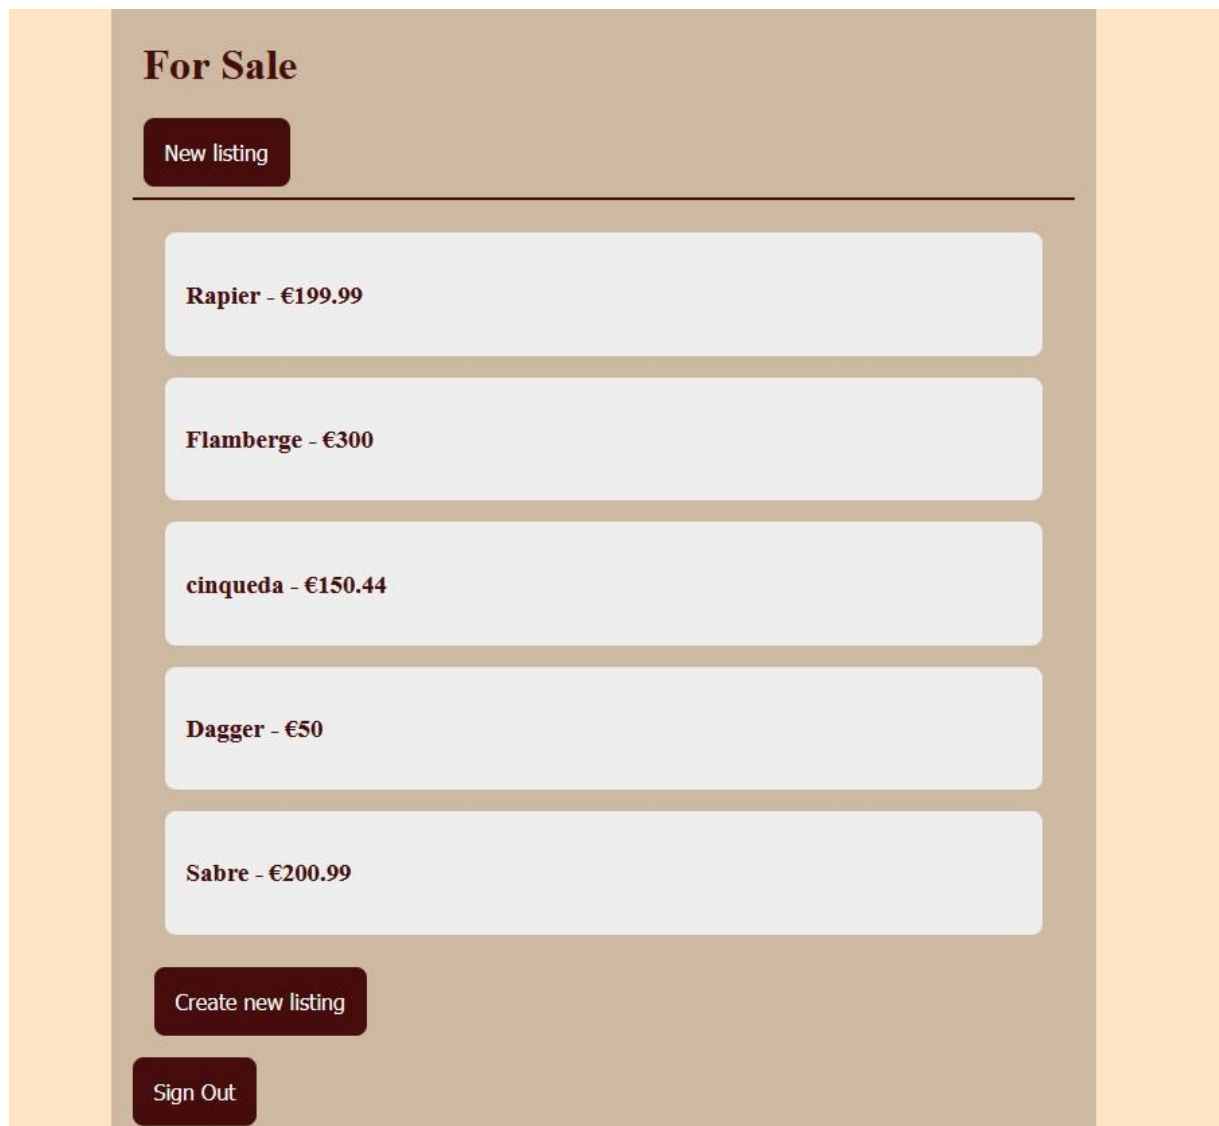 For Sale
New listing
Rapier - €199.99
Flamberge - €300
cinqueda - €150.44
Dagger - €50
Sabre - €200.99
Create new listing
Sign Out